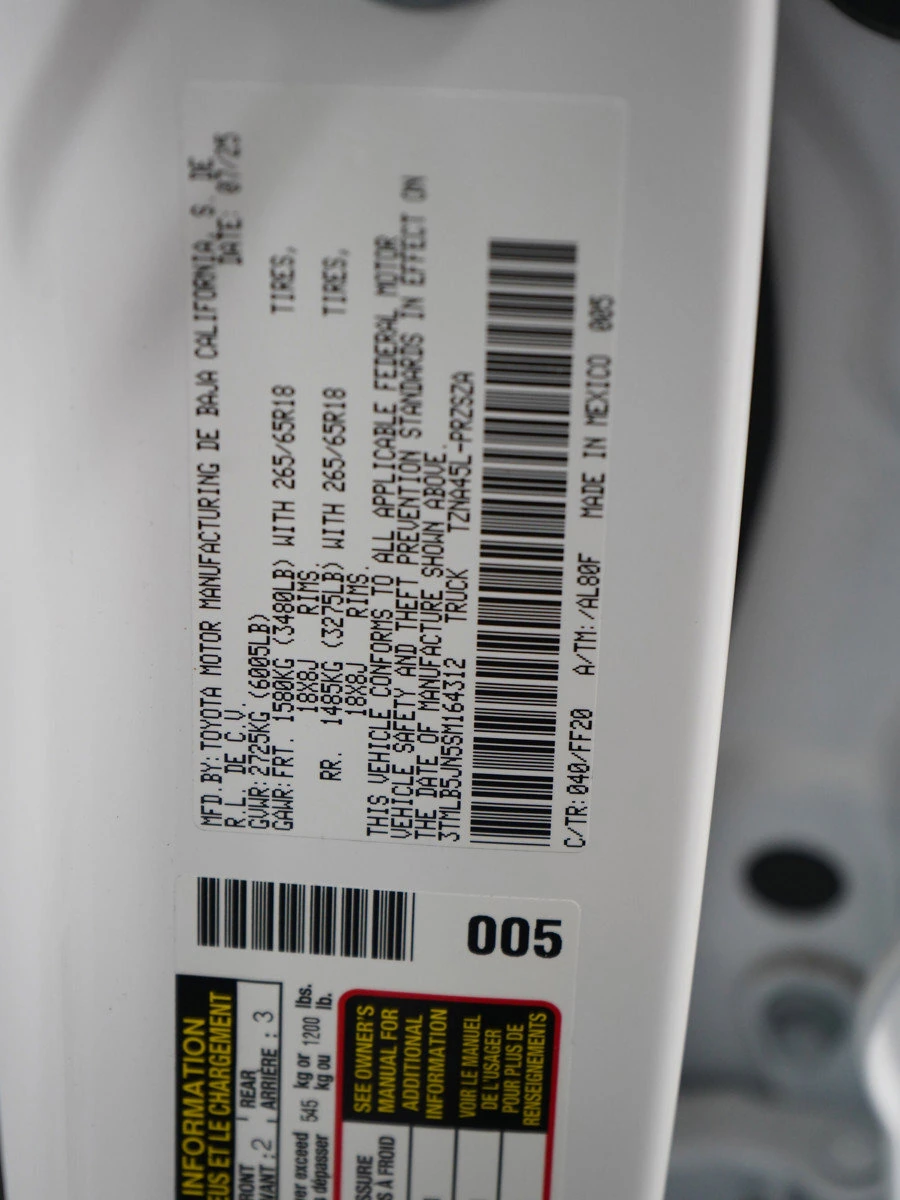 MFD.BY:TOYOTA MOTOR MANUFACTURING DE BAJA CALIFORNIA, S. DE
R.L. DE C.V. DATE: 07/25
GVWR:2725KG (6005LB)
GAWR:FRT. 1580KG (3480LB) WITH 265/65R18 TIRES,
18X8J RIMS.
RR. 1485KG (3275LB) WITH 265/65R18 TIRES,
18X8J RIMS.
THIS VEHICLE CONFORMS TO ALL APPLICABLE FEDERAL MOTOR
VEHICLE SAFETY AND THEFT PREVENTION STANDARDS IN EFFECT ON
THE DATE OF MANUFACTURE SHOWN ABOVE.
3TMLB5JN5SM164312 TRUCK TZNA45L-PRZSZA
C/TR:040/FF20 A/TM:/AL80F MADE IN MEXICO 005
005
INFORMATION
ET LE CHARGEMENT
REAR
: 2 ARRIÈRE : 3
exceed 545 kg or 1200 lbs.
dépasser kg ou lb.
SEE OWNER'S
MANUAL FOR
ADDITIONAL
INFORMATION
VOIR LE MANUEL
DE L'USAGER
POUR PLUS DE
RENSEIGNEMENTS
À FROID